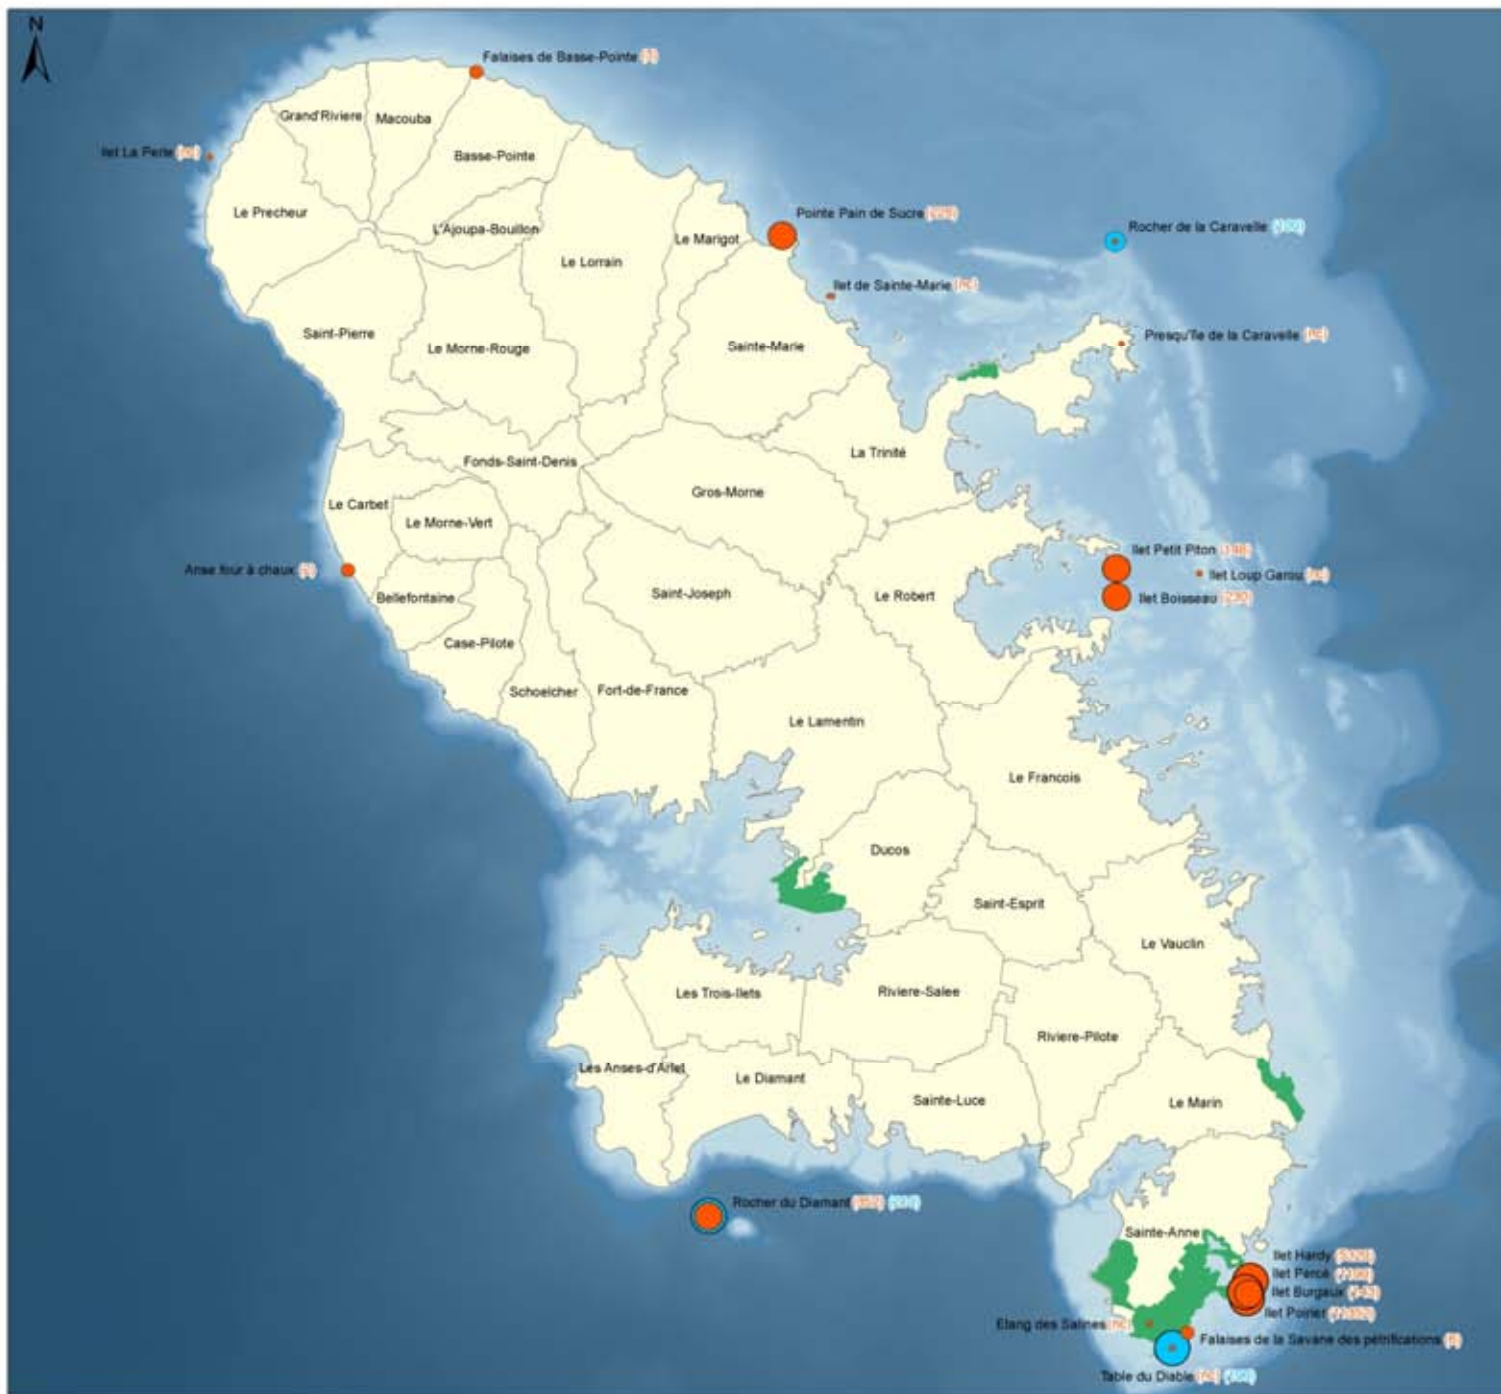 N
Falaises de Basse-Pointe
Grand'Riviere
Macouba
Ilet La Perle (nc)
Basse-Pointe
Le Precheur
L'Ajoupa-Bouillon
Le Lorrain
Le Marigot
Pointe Pain de Sucre
Rocher de la Caravelle
Ilet de Sainte-Marie (nc)
Saint-Pierre
Le Morne-Rouge
Sainte-Marie
Presqu'île de la Caravelle (nc)
La Trinité
Fonds-Saint-Denis
Gros-Morne
Le Carbet
Le Morne-Vert
Ilet Petit Piton
Anse four à chaux
Ilet Loup Garou (nc)
Bellefontaine
Saint-Joseph
Le Robert
Ilet Boisseau
Case-Pilote
Schoelcher
Fort-de-France
Le Lamentin
Le Francois
Ducos
Saint-Esprit
Le Vauclin
Les Trois-Ilets
Riviere-Salee
Riviere-Pilote
Les Anses-d'Arlet
Le Diamant
Sainte-Luce
Le Marin
Rocher du Diamant
Sainte-Anne
Ilet Hardy
Ilet Percé
Ilet Burgaux
Ilet Poirier
Etang des Salines (nc)
Falaises de la Savane des pétrifications
Table du Diable (nc)